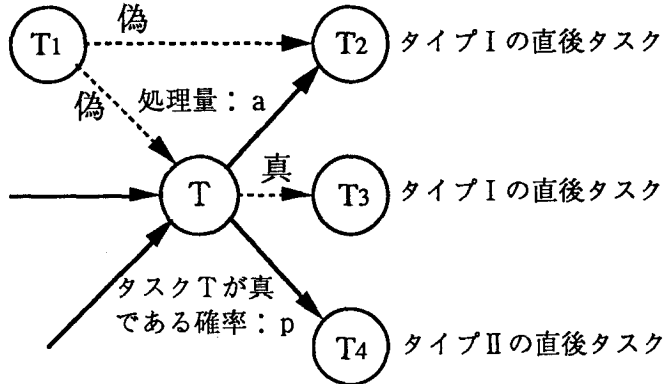 偽
T1
T2
タイプIの直後タスク
偽
処理量：a
真
T
T3
タイプIの直後タスク
タスクTが真
である確率：p
T4
タイプIIの直後タスク